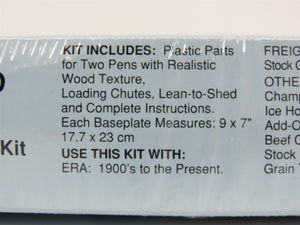 KIT INCLUDES: Plastic Parts
for Two Pens with Realistic
Wood Texture,
Loading Chutes, Lean-to-Shed
and Complete Instructions.
Each Baseplate Measures: 9 x 7"
17.7 x 23 cm
USE THIS KIT WITH:
ERA: 1900's to the Present.
Kit
FREIG
Stock C
OTHE
Champ
Ice Ho
Add-O
Beef C
Stock
Grain